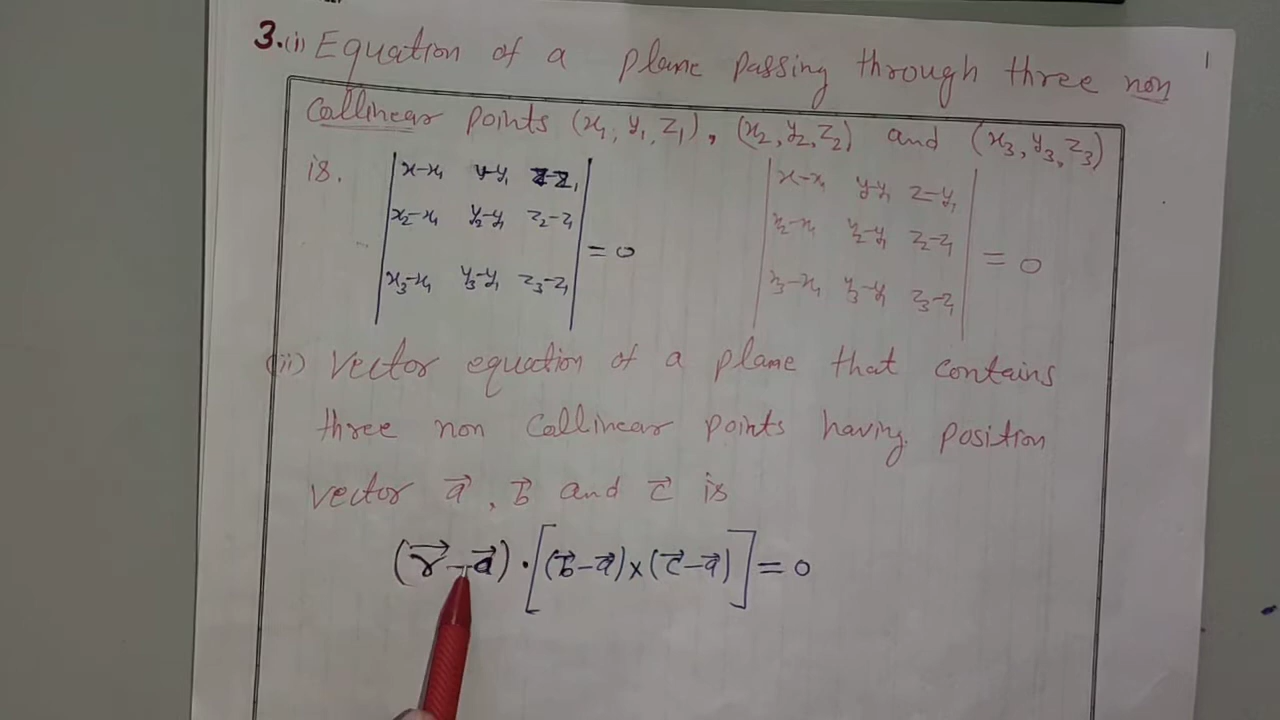 3.(i) Equation of a plane passing through three non
Collinear points (x₁, y₁, z₁), (x₂, y₂, z₂) and (x₃, y₃, z₃)
is.
| x-x₁ y-y₁ z-z₁ |
| x₂-x₁ y₂-y₁ z₂-z₁ | = 0
| x₃-x₁ y₃-y₁ z₃-z₁ |
| x-x₁ y-y₁ z-y₁ |
| x₂-x₁ y₂-y₁ z₂-z₁ | = 0
| x₃-x₁ y₃-y₁ z₃-z₁ |
(ii) Vector equation of a plane that contains
three non Collinear points having position
vector a⃗, b⃗ and c⃗ is
(r⃗-a⃗)·[(b⃗-a⃗)×(c⃗-a⃗)]=0
1